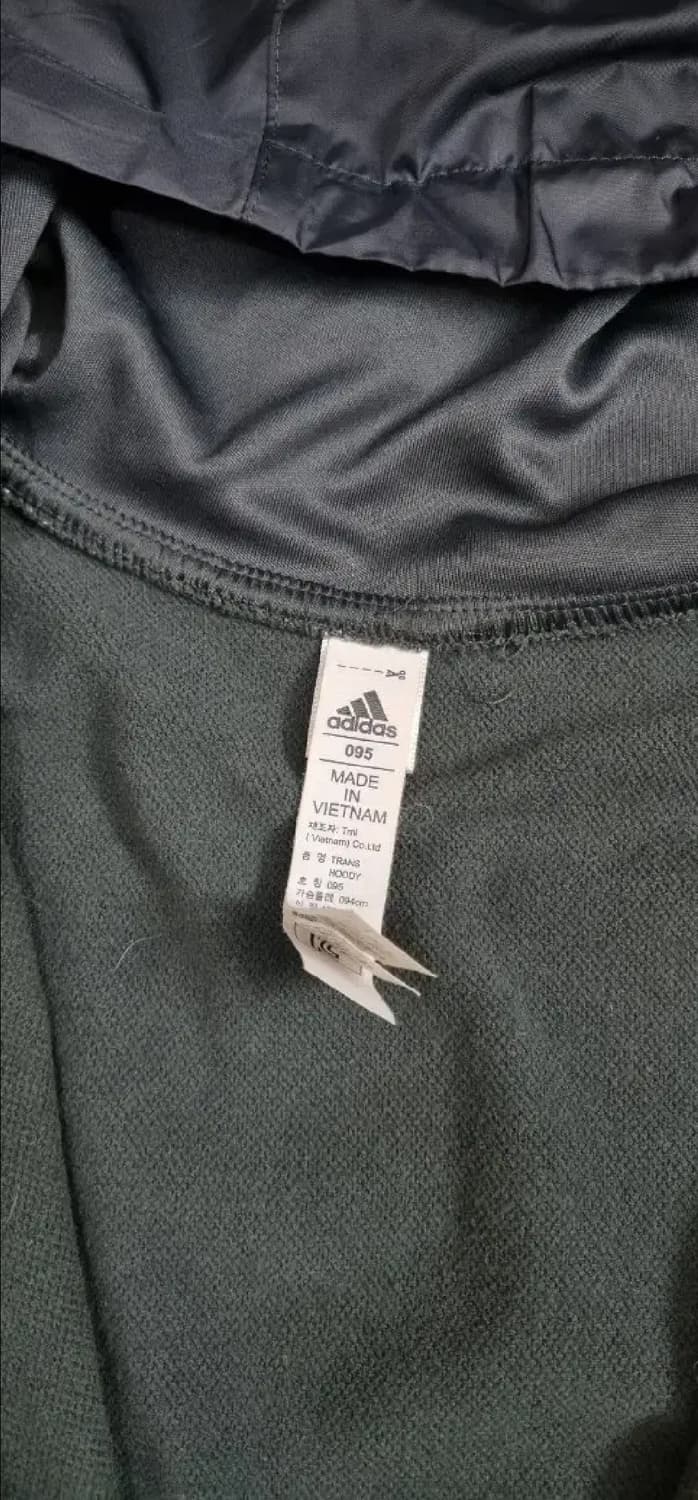 adidas
095
MADE
IN
VIETNAM
제조자: Tml
(Vietnam) Co.Ltd
품 명 TRANS
HOODY
호 칭 095
가슴둘레 094cm